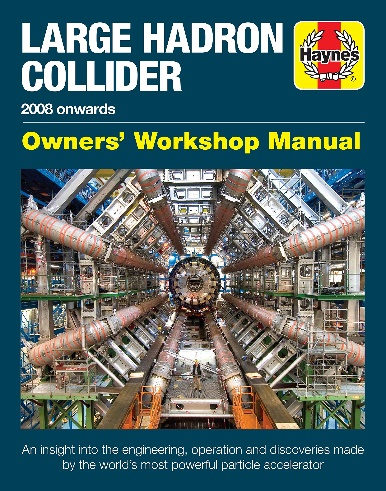 LARGE HADRON
COLLIDER
Haynes
®
2008 onwards
Owners' Workshop Manual
An insight into the engineering, operation and discoveries made
by the world's most powerful particle accelerator